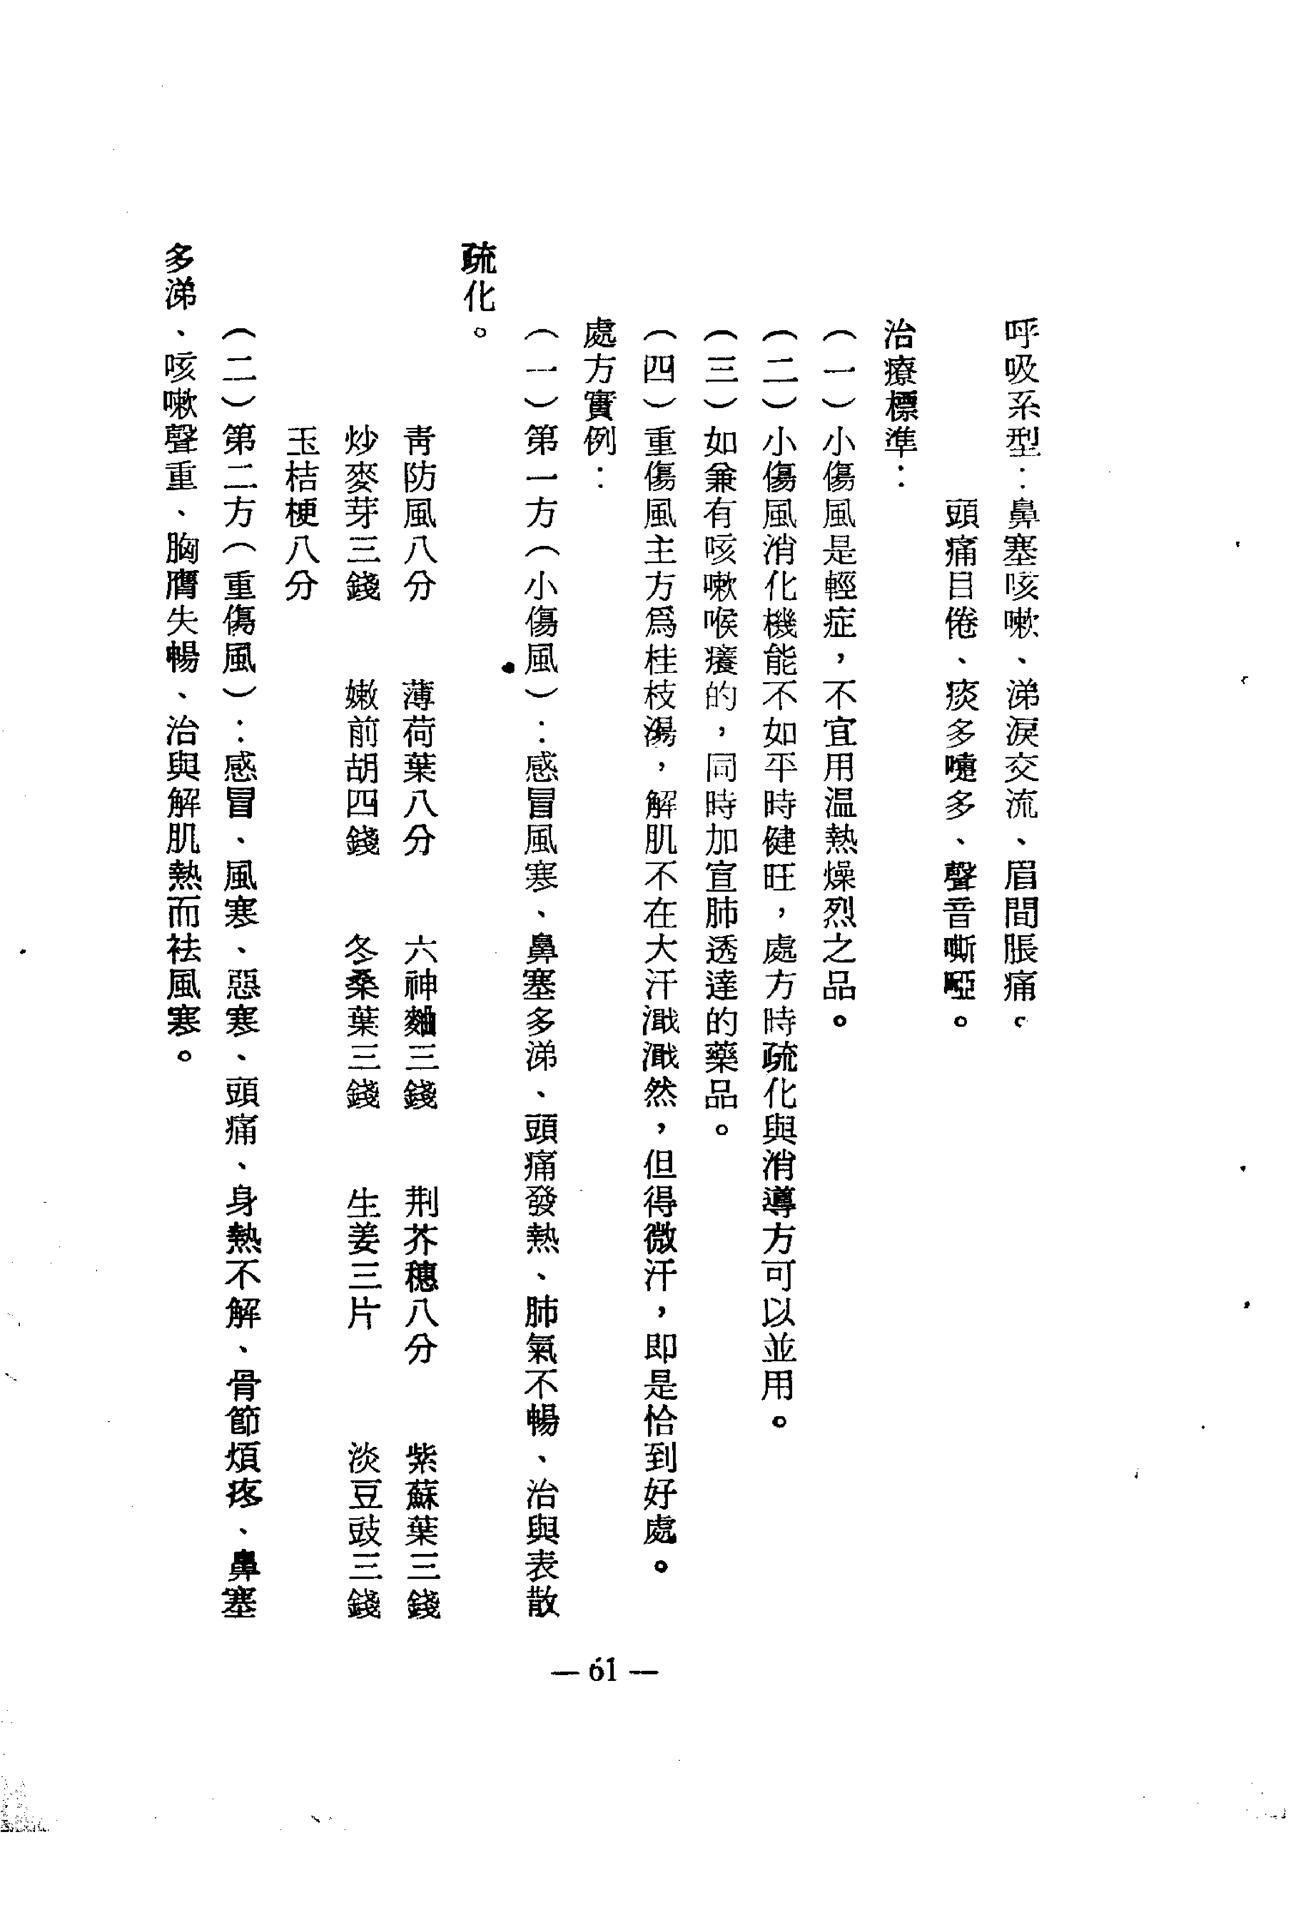 呼吸系型：鼻塞咳嗽、涕淚交流、眉間脹痛。
頭痛目倦、痰多嚏多、聲音嘶啞。
治療標準：
（一）小傷風是輕症，不宜用温熱燥烈之品。
（二）小傷風消化機能不如平時健旺，處方時疏化與消導方可以並用。
（三）如兼有咳嗽喉癢的，同時加宣肺透達的藥品。
（四）重傷風主方爲桂枝湯，解肌不在大汗濈濈然，但得微汗，即是恰到好處。
處方實例：
（一）第一方（小傷風）：感冒風寒、鼻塞多涕、頭痛發熱、肺氣不暢、治與表散
疏化。
青防風八分　薄荷葉八分　六神麯三錢　荆芥穗八分　紫蘇葉三錢
炒麥芽三錢　嫩前胡四錢　冬桑葉三錢　生姜三片　淡豆豉三錢
玉桔梗八分
（二）第二方（重傷風）：感冒、風寒、惡寒、頭痛、身熱不解、骨節煩疼、鼻塞
多涕、咳嗽聲重、胸膺失暢、治與解肌熱而祛風寒。
— 61 —